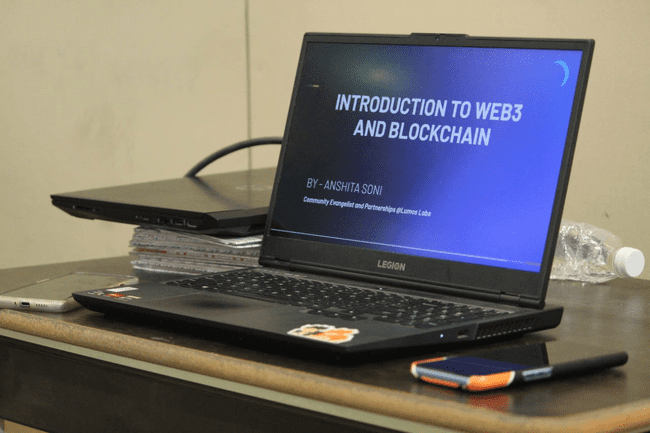 INTRODUCTION TO WEB3
AND BLOCKCHAIN
BY - ANSHITA SONI
Community Evangelist and Partnerships @Lumos Labs
LEGION